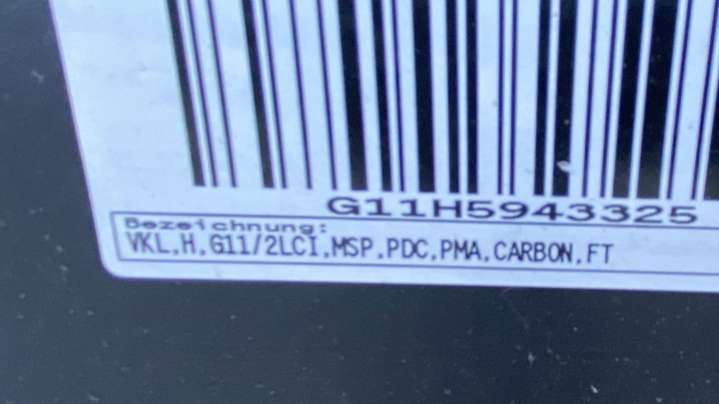 G11H5943325
Bezeichnung:
VKL,H,G11/2LCI,MSP,PDC,PMA,CARBON,FT